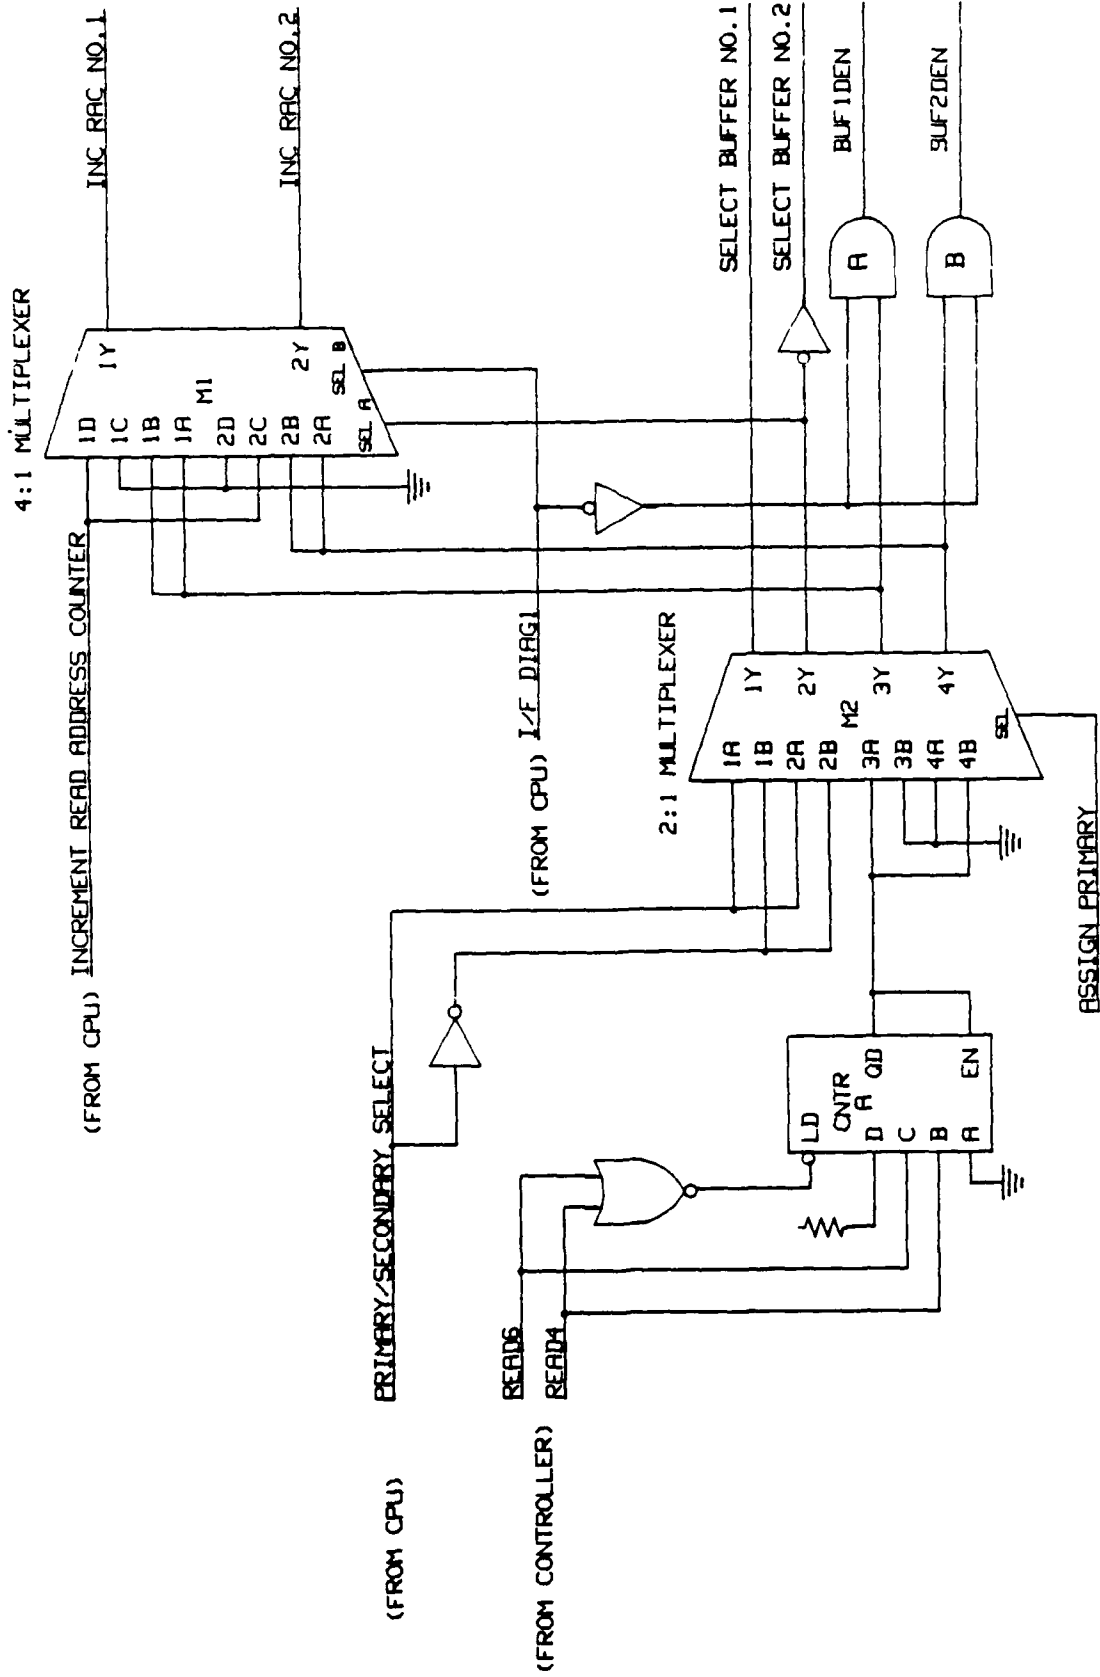 4:1 MULTIPLEXER
INC RAC NO.1
INC RAC NO.2
1D
1C
1B
1A
2D
2C
2B
2A
M1
1Y
2Y
SEL A
SEL B
(FROM CPU) INCREMENT READ ADDRESS COUNTER
(FROM CPU) I/F DIAG1
2:1 MULTIPLEXER
1A
1B
2A
2B
3A
3B
4A
4B
M2
1Y
2Y
3Y
4Y
SEL
SELECT BUFFER NO.1
SELECT BUFFER NO.2
A
BUF1DEN
B
BUF2DEN
(FROM CPU) PRIMARY/SECONDARY SELECT
(FROM CONTROLLER)
READ6
READ4
LD
CNTR
A
D
C
B
A
QD
EN
ASSIGN PRIMARY